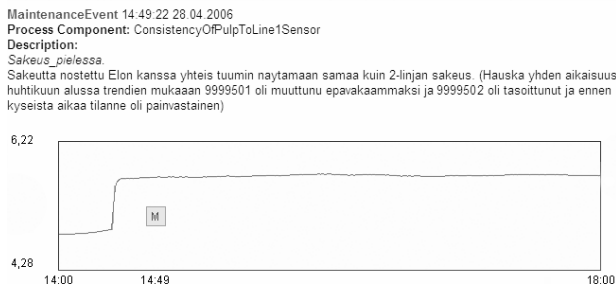 MaintenanceEvent 14:49:22 28.04.2006
Process Component: ConsistencyOfPulpToLine1Sensor
Description:
Sakeus_pielessa.
Sakeutta nostettu Elon kanssa yhteis tuumin naytamaan samaa kuin 2-linjan sakeus. (Hauska yhden aikaisuus
huhtikuun alussa trendien mukaaan 9999501 oli muuttunu epavakaammaksi ja 9999502 oli tasoittunut ja ennen
kyseista aikaa tilanne oli painvastainen)
6,22
M
4,28
14:00 14:49 18:00